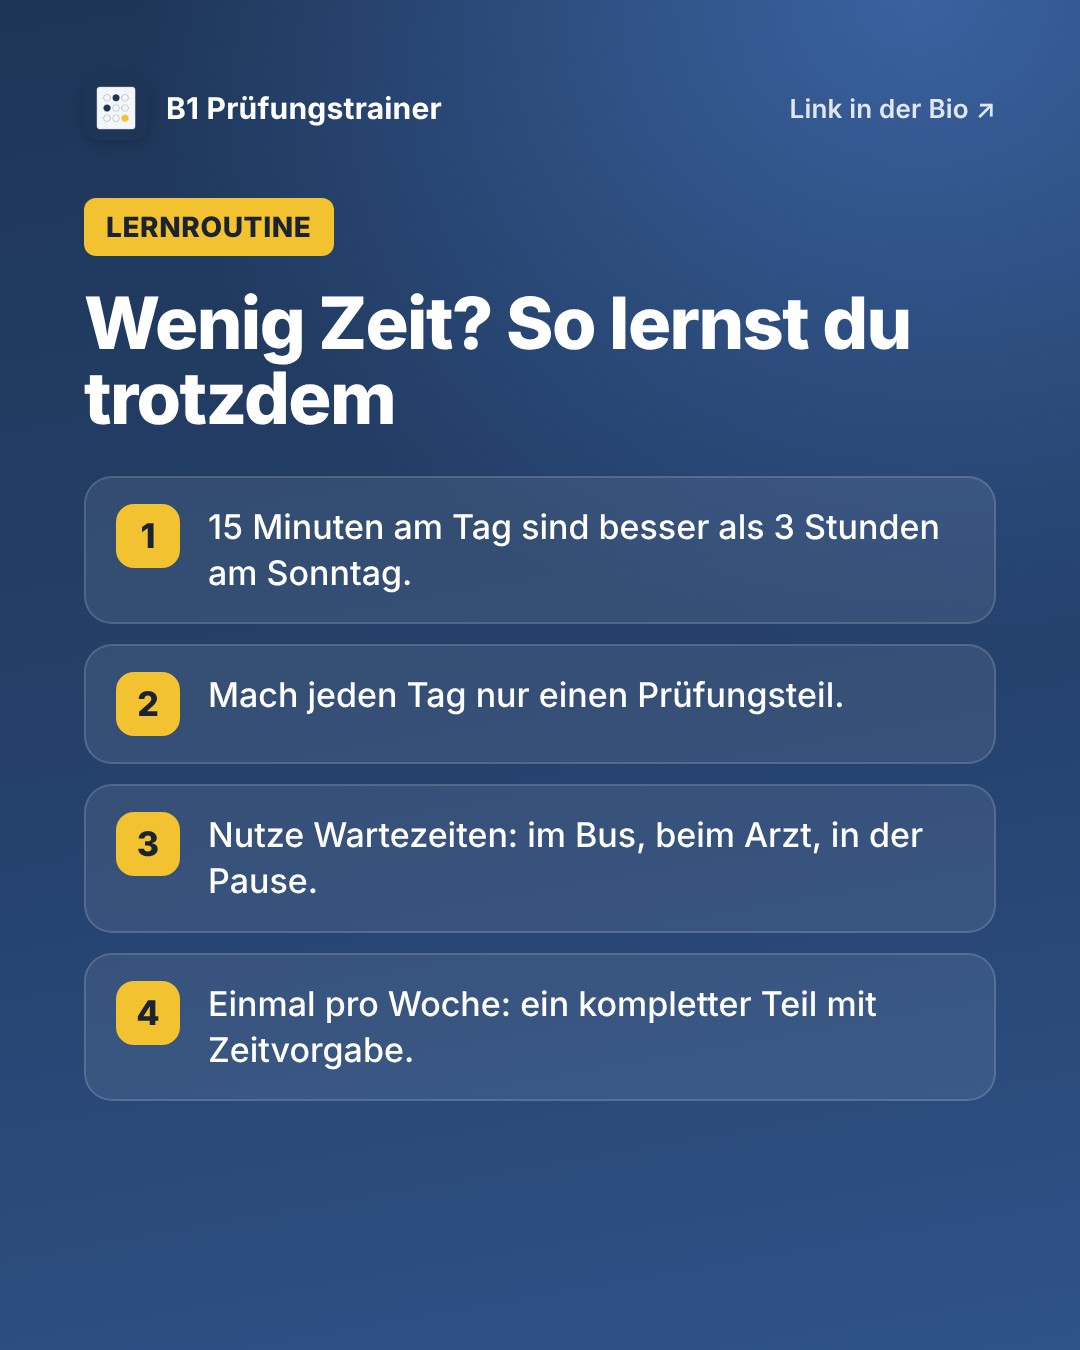 B1 Prüfungstrainer
Link in der Bio ↗
LERNROUTINE
Wenig Zeit? So lernst du
trotzdem
1
15 Minuten am Tag sind besser als 3 Stunden
am Sonntag.
2
Mach jeden Tag nur einen Prüfungsteil.
3
Nutze Wartezeiten: im Bus, beim Arzt, in der
Pause.
4
Einmal pro Woche: ein kompletter Teil mit
Zeitvorgabe.